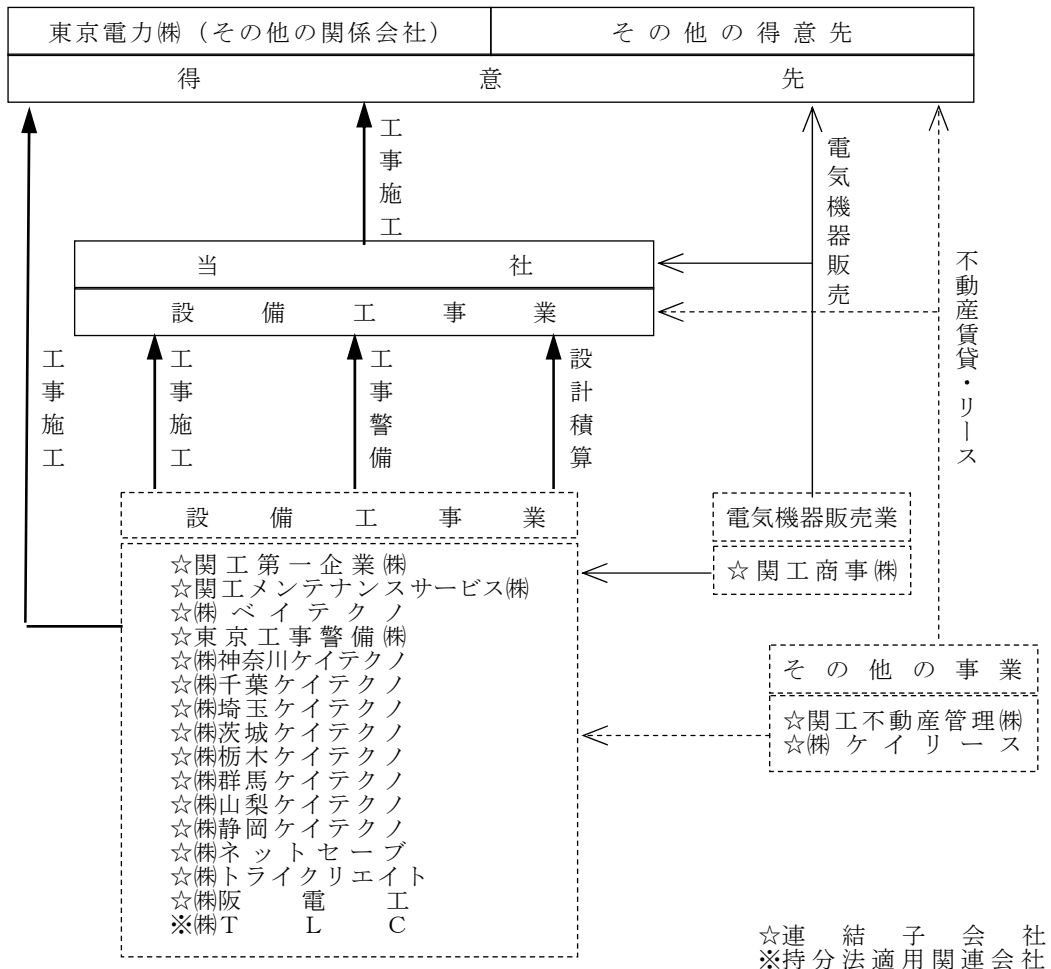 東京電力㈱（その他の関係会社）
その他の得意先
得意先
工事施工
電気機器販売
当社
設備工事業
不動産賃貸・リース
工事施工
工事施工
工事警備
設計積算
設備工事業
☆関工第一企業㈱
☆関工メンテナンスサービス㈱
☆㈱ベイテクノ
☆東京工事警備㈱
☆㈱神奈川ケイテクノ
☆㈱千葉ケイテクノ
☆㈱埼玉ケイテクノ
☆㈱茨城ケイテクノ
☆㈱栃木ケイテクノ
☆㈱群馬ケイテクノ
☆㈱山梨ケイテクノ
☆㈱静岡ケイテクノ
☆㈱ネットセーブ
☆㈱トライクリエイト
☆㈱阪電工
※㈱TLC
電気機器販売業
☆関工商事㈱
その他の事業
☆関工不動産管理㈱
☆㈱ケイリース
☆連結子会社
※持分法適用関連会社